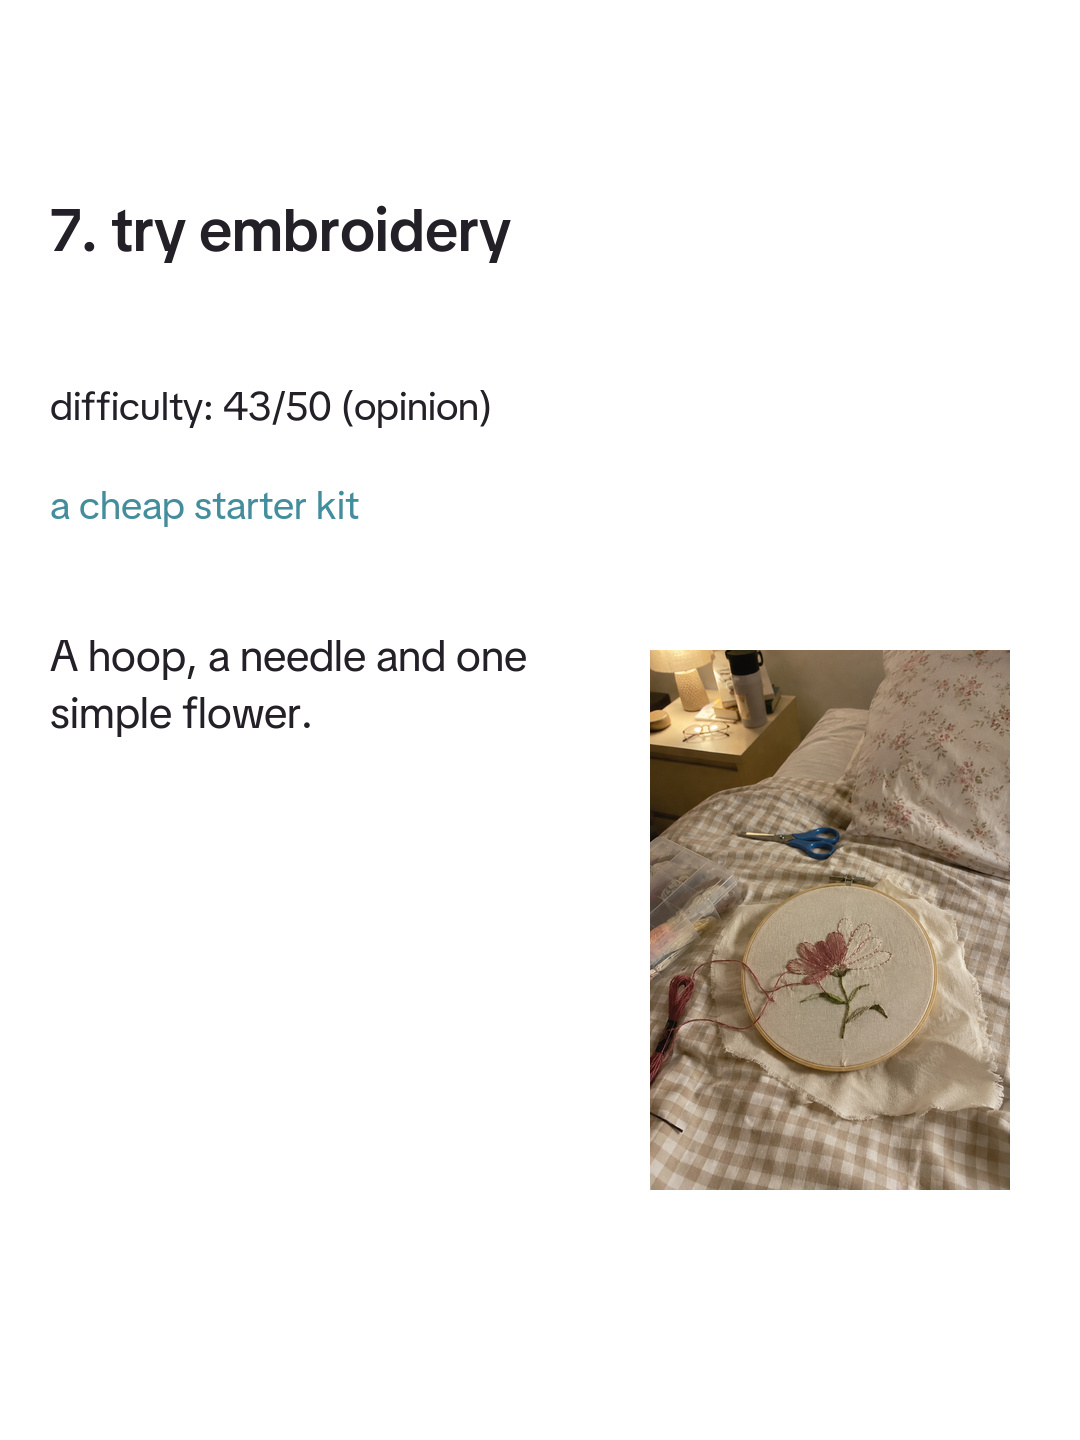 7. try embroidery
difficulty: 43/50 (opinion)
a cheap starter kit
A hoop, a needle and one
simple flower.